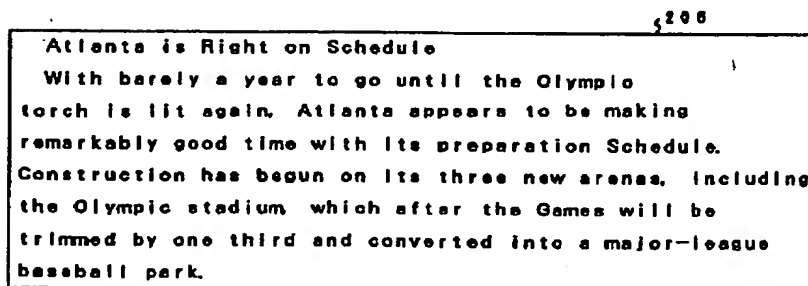 206
Atlanta is Right on Schedule
With barely a year to go until the Olympic
torch is lit again, Atlanta appears to be making
remarkably good time with its preparation Schedule.
Construction has begun on its three new arenas, including
the Olympic stadium which after the Games will be
trimmed by one third and converted into a major-league
baseball park.